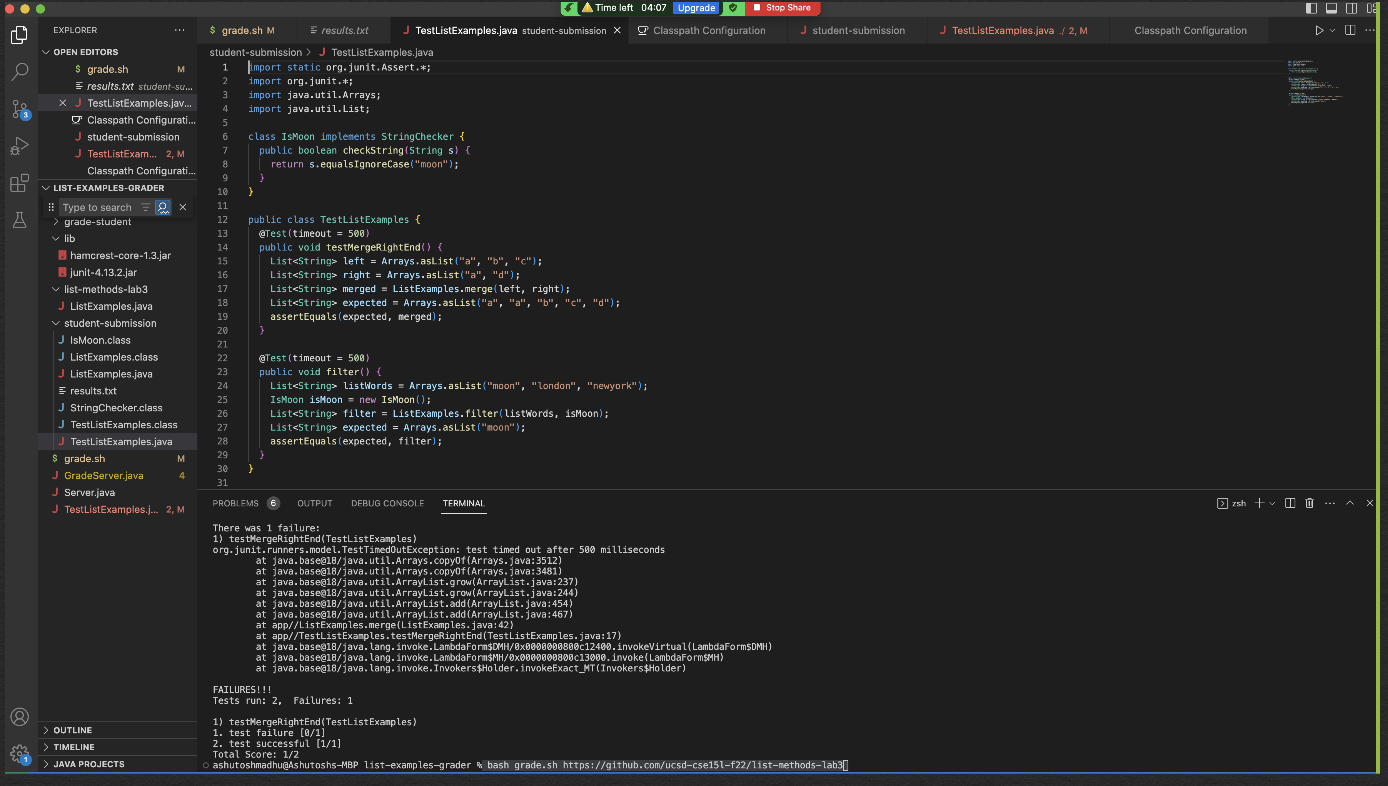 Time left 04:07 Upgrade Stop Share
EXPLORER
$ grade.sh M
results.txt
J TestListExamples.java student-submission
Classpath Configuration
J student-submission
J TestListExamples.java ./ 2, M
Classpath Configuration
OPEN EDITORS
$ grade.sh M
results.txt student-su...
J TestListExamples.jav...
Classpath Configurati...
J student-submission
J TestListExam... 2, M
Classpath Configurati...
LIST-EXAMPLES-GRADER
Type to search
grade-student
lib
hamcrest-core-1.3.jar
junit-4.13.2.jar
list-methods-lab3
J ListExamples.java
student-submission
J IsMoon.class
J ListExamples.class
J ListExamples.java
results.txt
J StringChecker.class
J TestListExamples.class
J TestListExamples.java
$ grade.sh M
J GradeServer.java 4
J Server.java
J TestListExamples.j... 2, M
OUTLINE
TIMELINE
JAVA PROJECTS
3
1
student-submission > J TestListExamples.java
1 import static org.junit.Assert.*;
2 import org.junit.*;
3 import java.util.Arrays;
4 import java.util.List;
5
6 class IsMoon implements StringChecker {
7 public boolean checkString(String s) {
8 return s.equalsIgnoreCase("moon");
9 }
10 }
11
12 public class TestListExamples {
13 @Test(timeout = 500)
14 public void testMergeRightEnd() {
15 List<String> left = Arrays.asList("a", "b", "c");
16 List<String> right = Arrays.asList("a", "d");
17 List<String> merged = ListExamples.merge(left, right);
18 List<String> expected = Arrays.asList("a", "a", "b", "c", "d");
19 assertEquals(expected, merged);
20 }
21
22 @Test(timeout = 500)
23 public void filter() {
24 List<String> listWords = Arrays.asList("moon", "london", "newyork");
25 IsMoon isMoon = new IsMoon();
26 List<String> filter = ListExamples.filter(listWords, isMoon);
27 List<String> expected = Arrays.asList("moon");
28 assertEquals(expected, filter);
29 }
30 }
31
PROBLEMS 6 OUTPUT DEBUG CONSOLE TERMINAL zsh
There was 1 failure:
1) testMergeRightEnd(TestListExamples)
org.junit.runners.model.TestTimedOutException: test timed out after 500 milliseconds
at java.base@18/java.util.Arrays.copyOf(Arrays.java:3512)
at java.base@18/java.util.Arrays.copyOf(Arrays.java:3481)
at java.base@18/java.util.ArrayList.grow(ArrayList.java:237)
at java.base@18/java.util.ArrayList.grow(ArrayList.java:244)
at java.base@18/java.util.ArrayList.add(ArrayList.java:454)
at java.base@18/java.util.ArrayList.add(ArrayList.java:467)
at app//ListExamples.merge(ListExamples.java:42)
at app//TestListExamples.testMergeRightEnd(TestListExamples.java:17)
at java.base@18/java.lang.invoke.LambdaForm$DMH/0x0000000800c12400.invokeVirtual(LambdaForm$DMH)
at java.base@18/java.lang.invoke.LambdaForm$MH/0x0000000800c13000.invoke(LambdaForm$MH)
at java.base@18/java.lang.invoke.Invokers$Holder.invokeExact_MT(Invokers$Holder)
FAILURES!!!
Tests run: 2,  Failures: 1
1) testMergeRightEnd(TestListExamples)
1. test failure [0/1]
2. test successful [1/1]
Total Score: 1/2
ashutoshmadhu@Ashutoshs-MBP list-examples-grader % bash grade.sh https://github.com/ucsd-cse15l-f22/list-methods-lab3